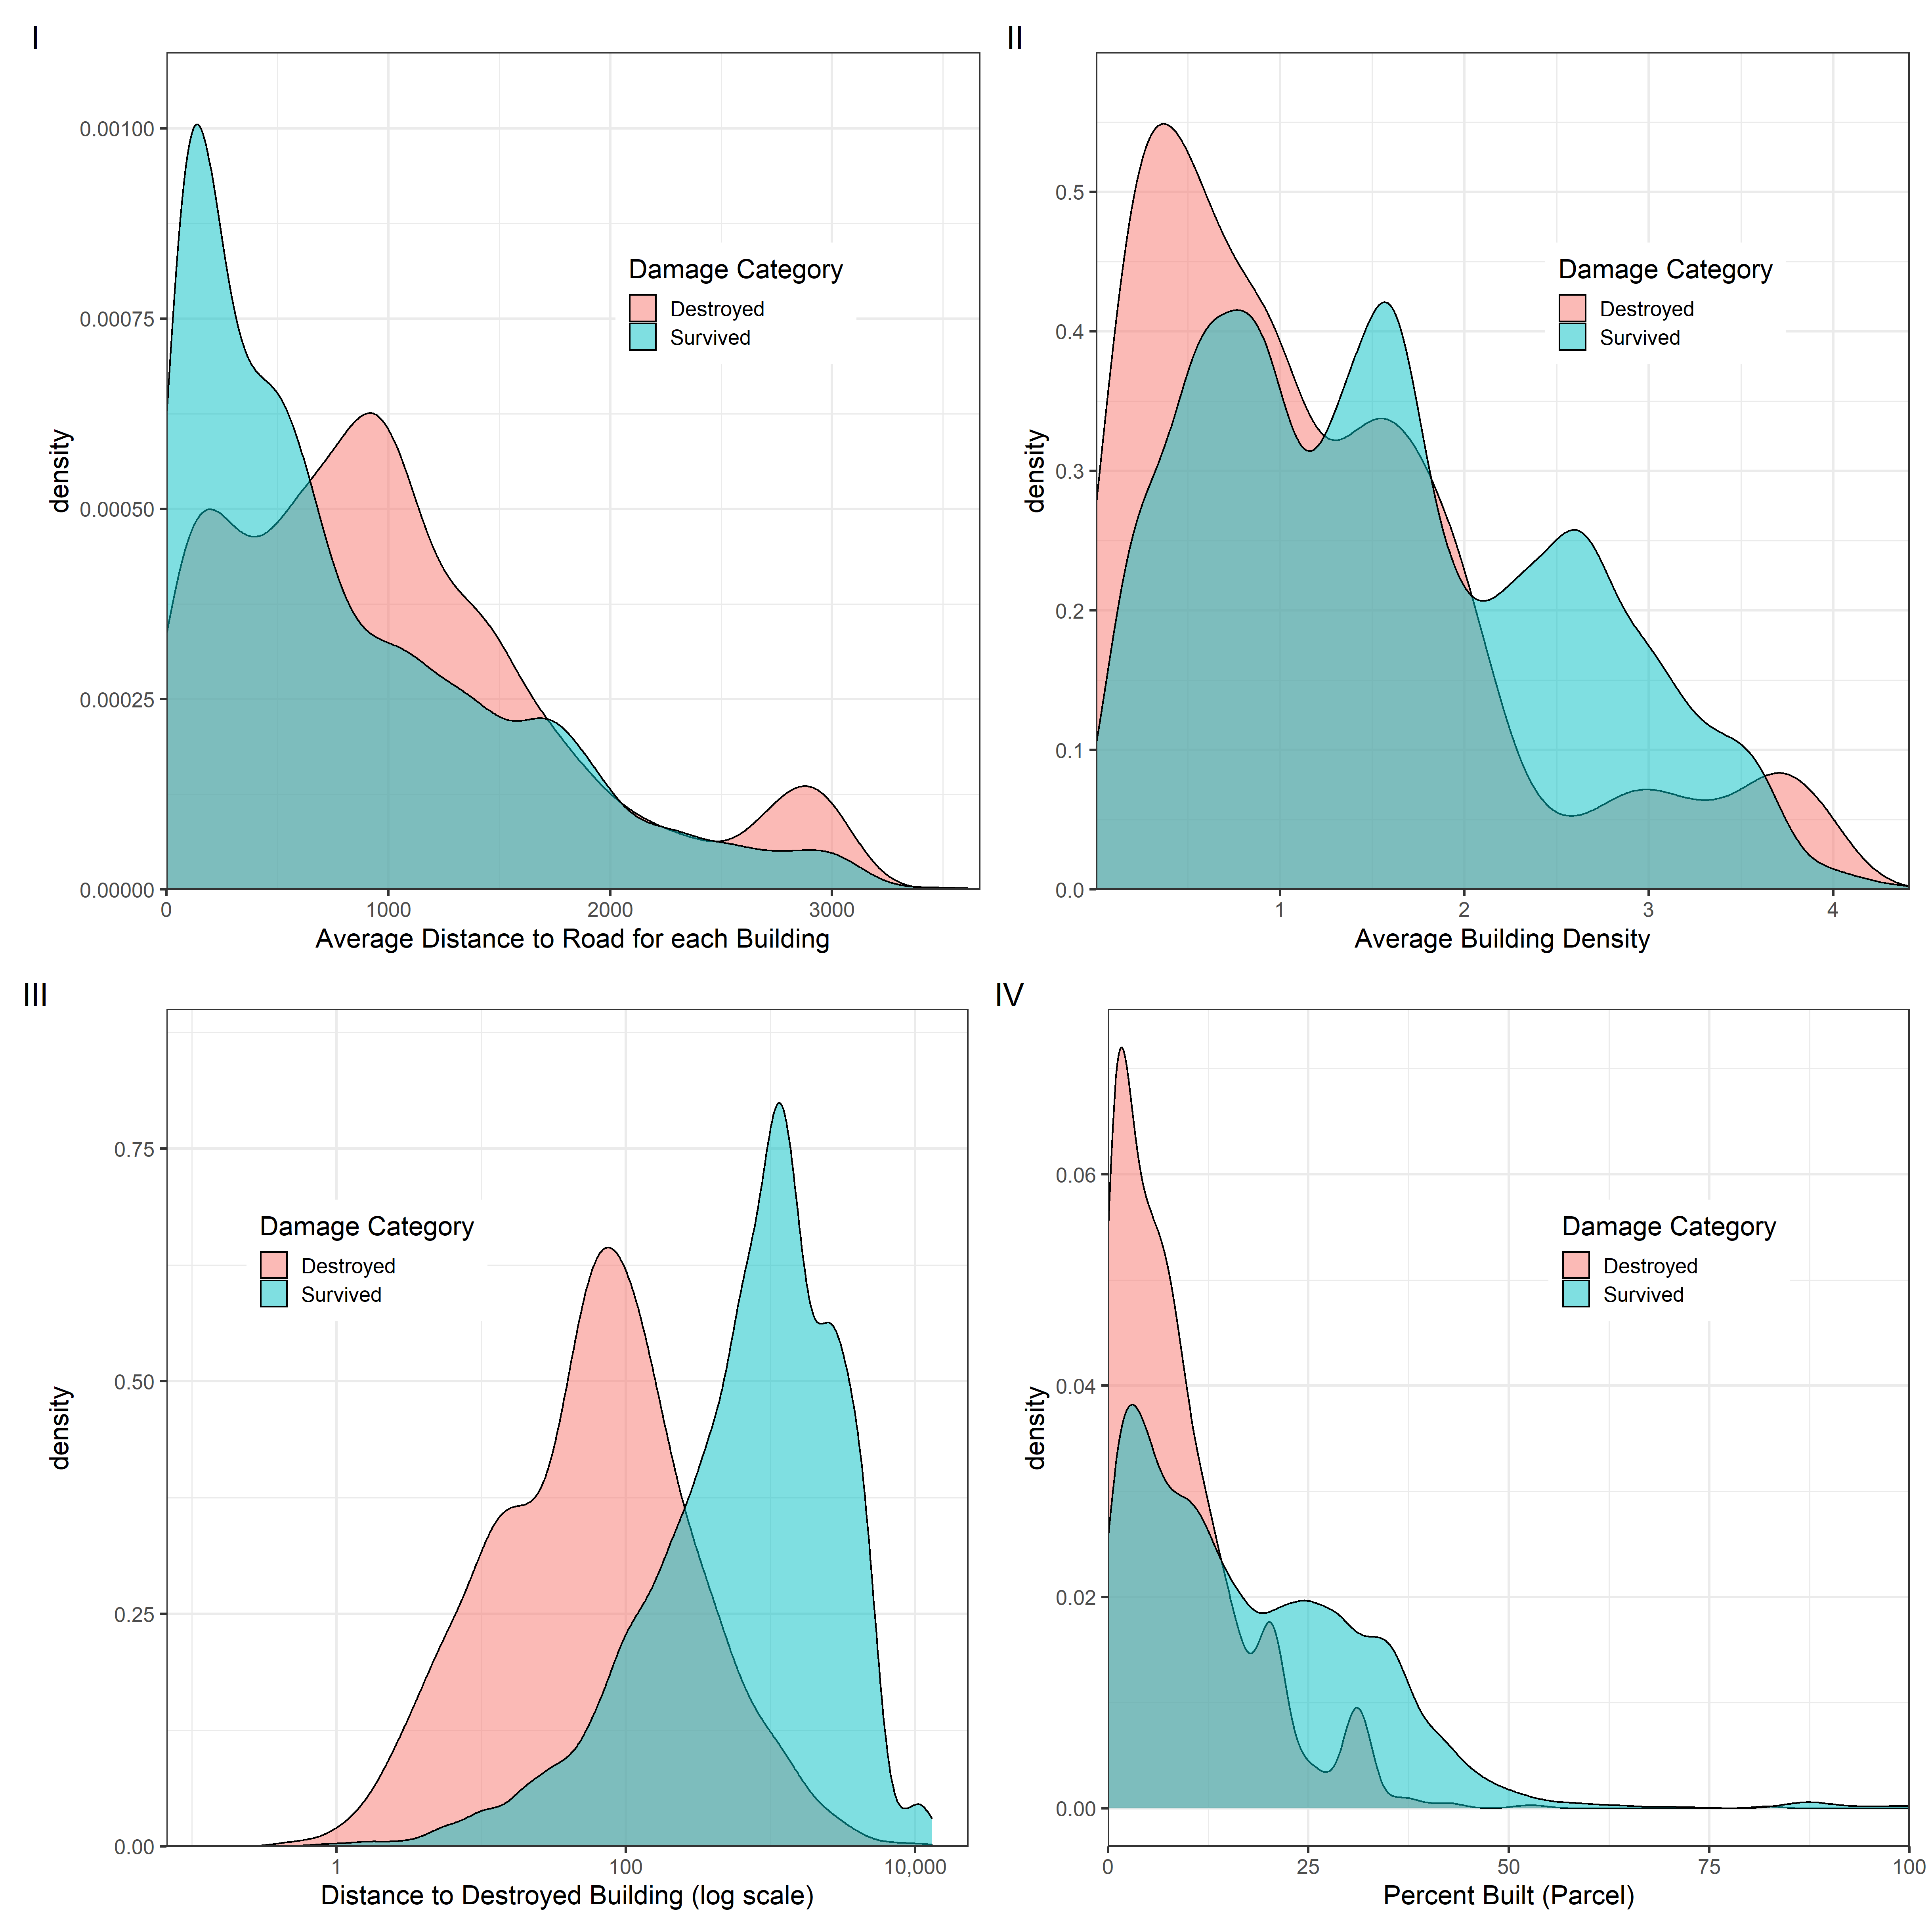 I
density
0.00100
0.00075
0.00050
0.00025
0.00000
Damage Category
Destroyed
Survived
0 1000 2000 3000
Average Distance to Road for each Building
II
density
0.5
0.4
0.3
0.2
0.1
0.0
Damage Category
Destroyed
Survived
1 2 3 4
Average Building Density
III
density
0.75
0.50
0.25
0.00
Damage Category
Destroyed
Survived
1 100 10,000
Distance to Destroyed Building (log scale)
IV
density
0.06
0.04
0.02
0.00
Damage Category
Destroyed
Survived
0 25 50 75 100
Percent Built (Parcel)